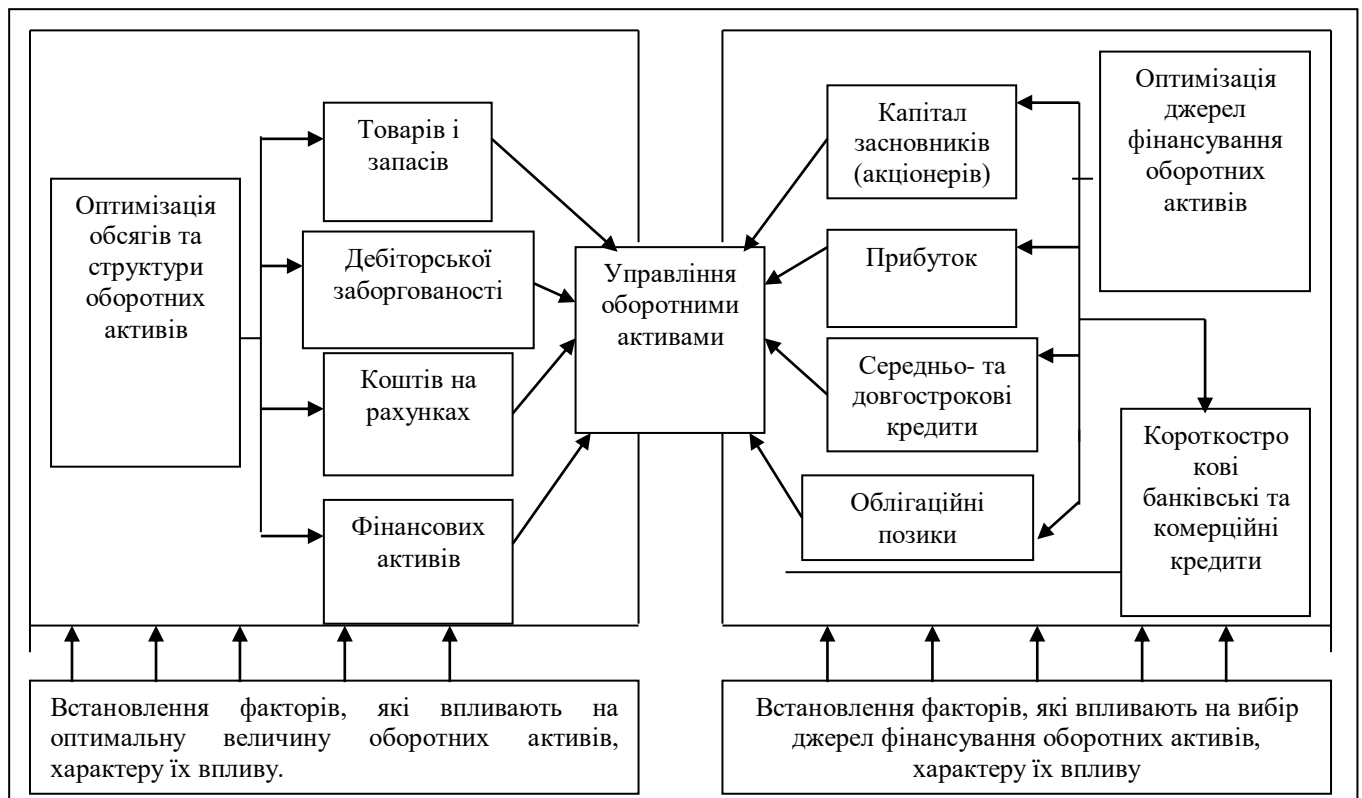 Оптимізація
обсягів та
структури
оборотних
активів
Товарів і
запасів
Дебіторської
заборгованості
Коштів на
рахунках
Фінансових
активів
Управління
оборотними
активами
Капітал
засновників
(акціонерів)
Прибуток
Середньо- та
довгострокові
кредити
Облігаційні
позики
Оптимізація
джерел
фінансування
оборотних
активів
Короткостро
кові
банківські та
комерційні
кредити
Встановлення факторів, які впливають на
оптимальну величину оборотних активів,
характеру їх впливу.
Встановлення факторів, які впливають на вибір
джерел фінансування оборотних активів,
характеру їх впливу